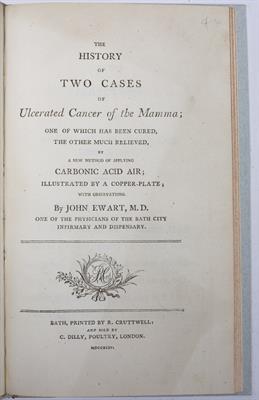 THE
HISTORY
OF
TWO CASES
OF
Ulcerated Cancer of the Mamma;
ONE OF WHICH HAS BEEN CURED,
THE OTHER MUCH RELIEVED,
BY
A NEW METHOD OF APPLYING
CARBONIC ACID AIR;
ILLUSTRATED BY A COPPER-PLATE;
WITH OBSERVATIONS.
By JOHN EWART, M.D.
ONE OF THE PHYSICIANS OF THE BATH CITY
INFIRMARY AND DISPENSARY.
BATH, PRINTED BY R. CRUTTWELL;
AND SOLD BY
C. DILLY, POULTRY, LONDON.